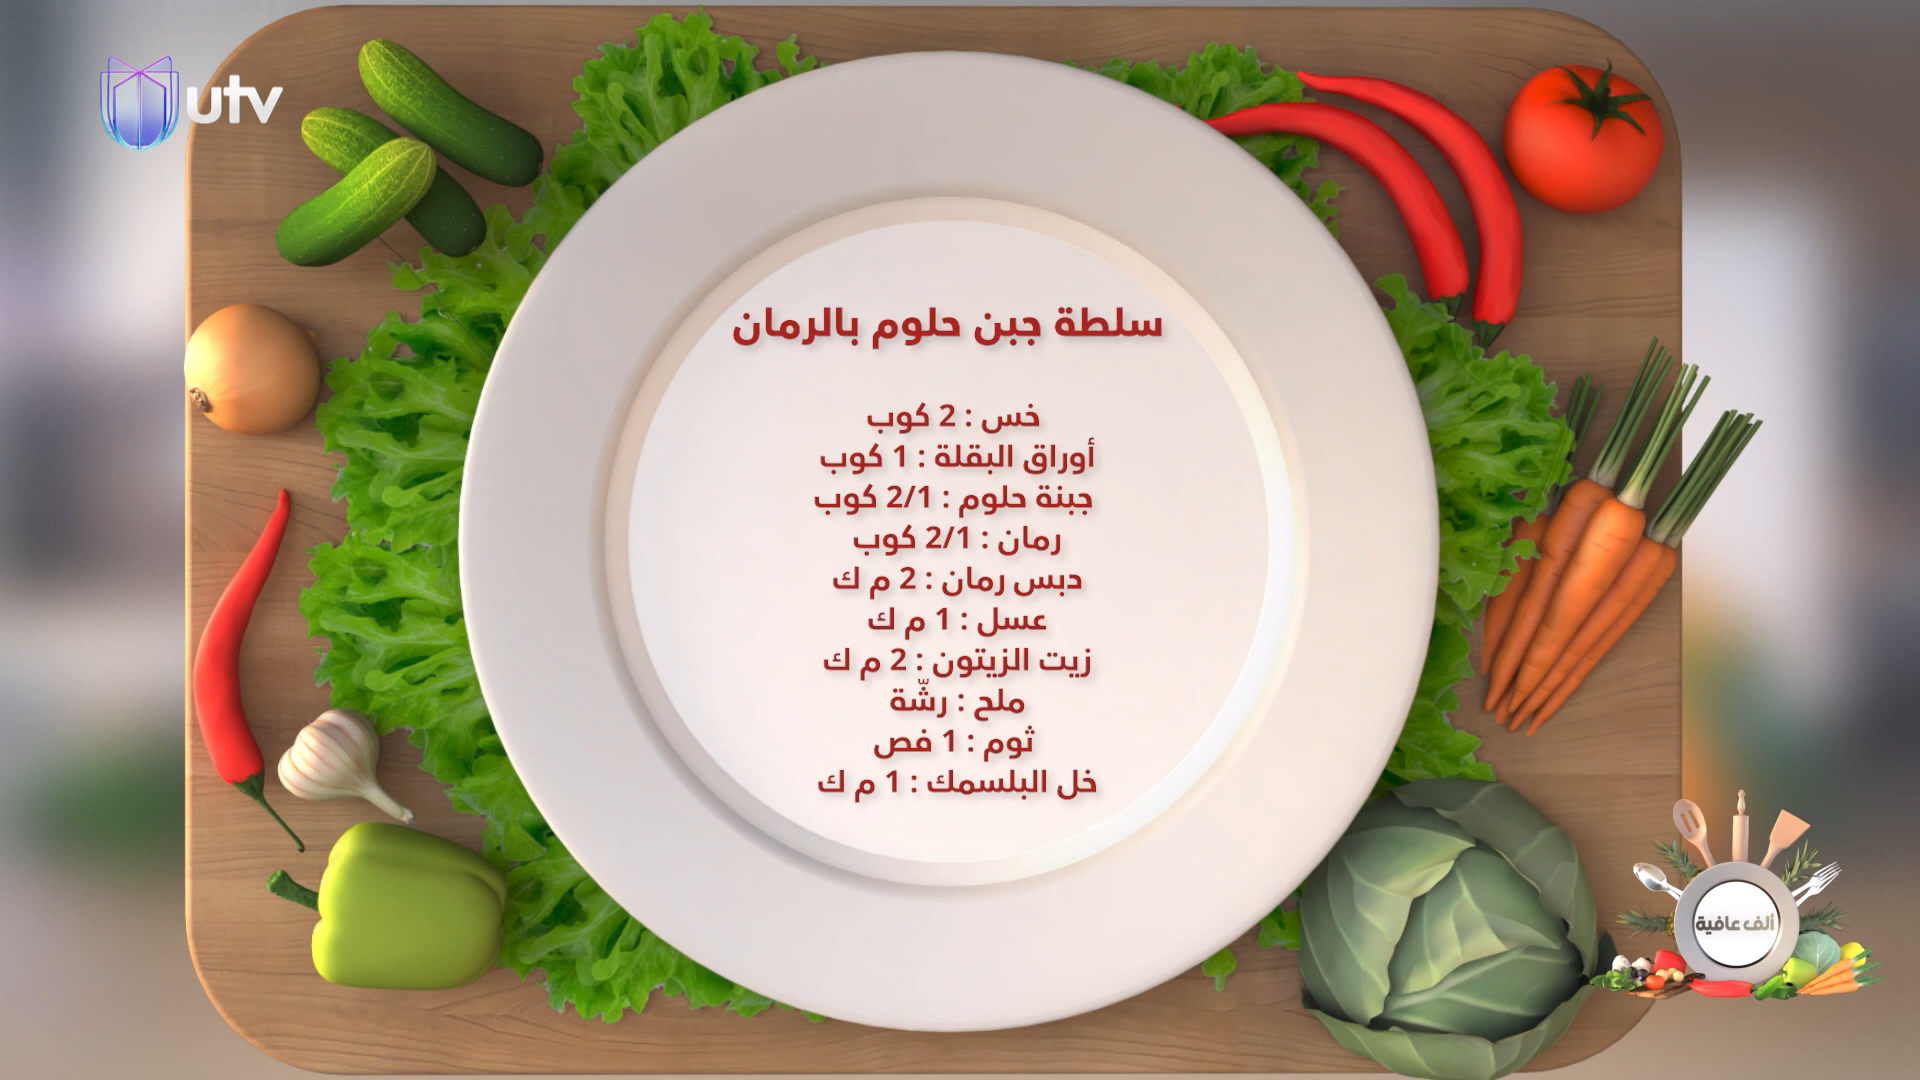 utv
سلطة جبن حلوم بالرمان
خس : 2 كوب
أوراق البقلة : 1 كوب
جبنة حلوم : 2/1 كوب
رمان : 2/1 كوب
دبس رمان : 2 م ك
عسل : 1 م ك
زيت الزيتون : 2 م ك
ملح : رشّة
ثوم : 1 فص
خل البلسمك : 1 م ك
ألف عافية